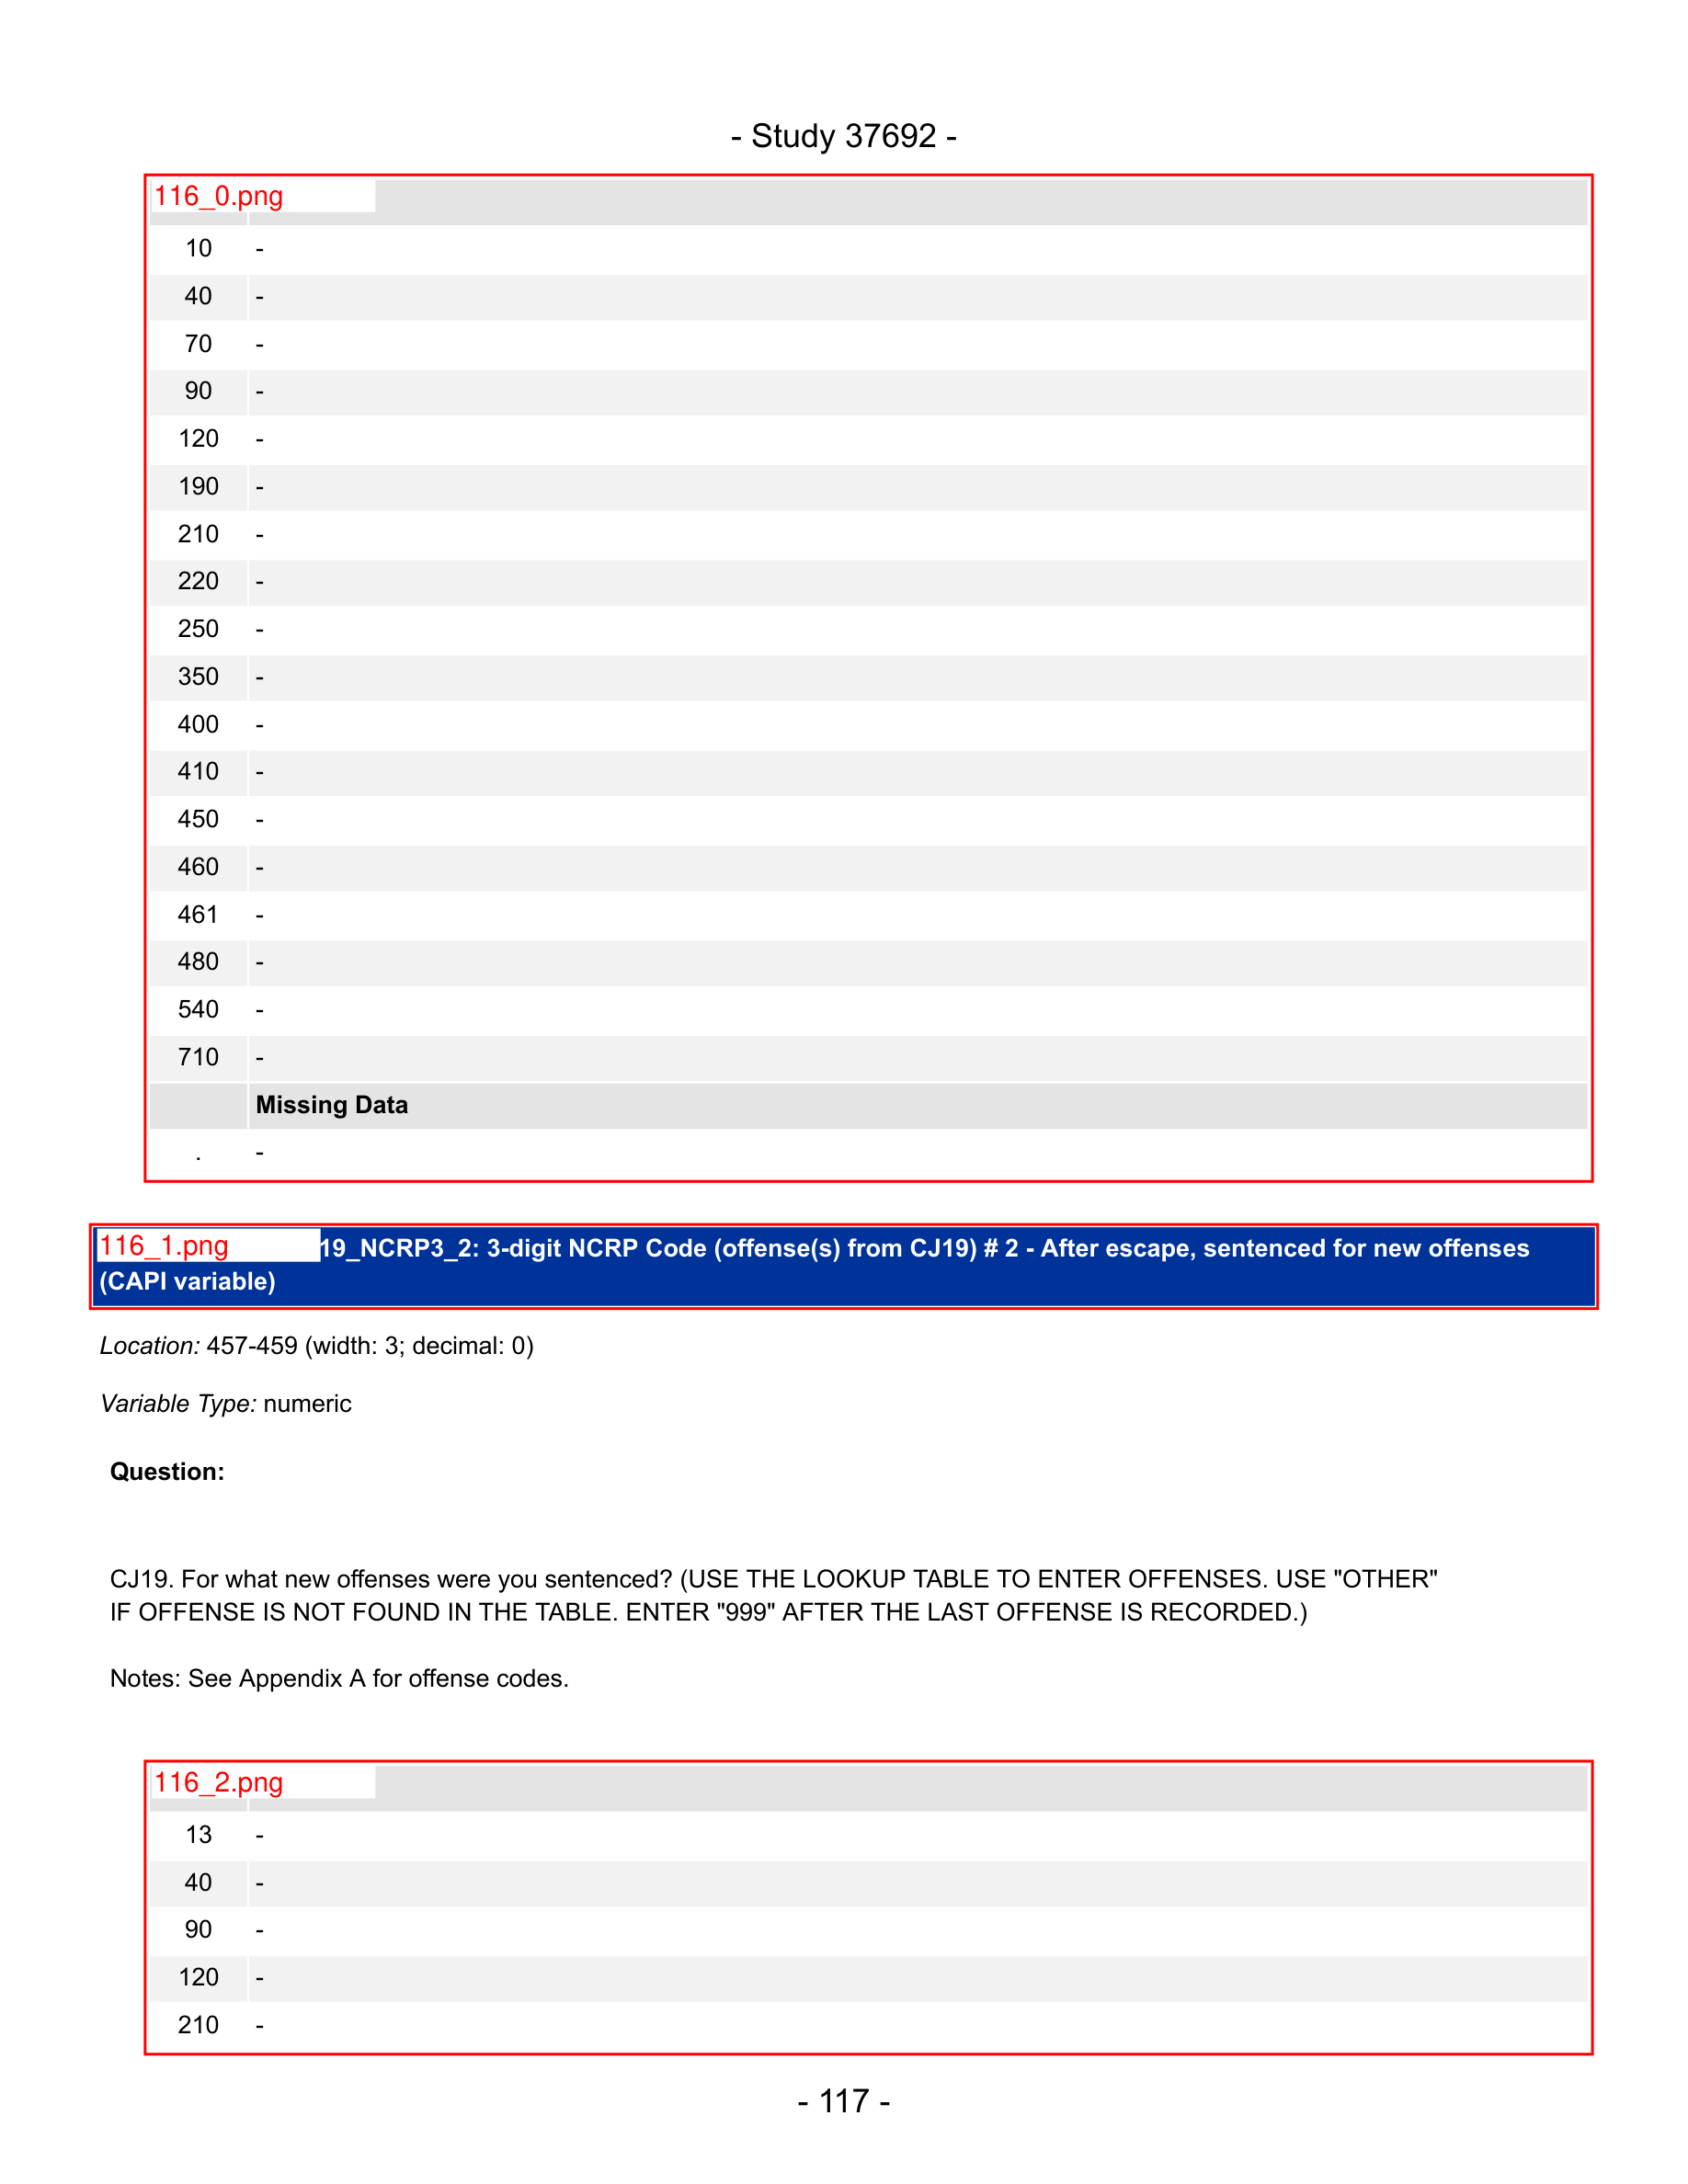 - Study 37692 -
116_0.png
10 -
40 -
70 -
90 -
120 -
190 -
210 -
220 -
250 -
350 -
400 -
410 -
450 -
460 -
461 -
480 -
540 -
710 -
Missing Data
. -
116_1.png 19_NCRP3_2: 3-digit NCRP Code (offense(s) from CJ19) # 2 - After escape, sentenced for new offenses
(CAPI variable)
Location: 457-459 (width: 3; decimal: 0)
Variable Type: numeric
Question:
CJ19. For what new offenses were you sentenced? (USE THE LOOKUP TABLE TO ENTER OFFENSES. USE "OTHER"
IF OFFENSE IS NOT FOUND IN THE TABLE. ENTER "999" AFTER THE LAST OFFENSE IS RECORDED.)
Notes: See Appendix A for offense codes.
116_2.png
13 -
40 -
90 -
120 -
210 -
- 117 -